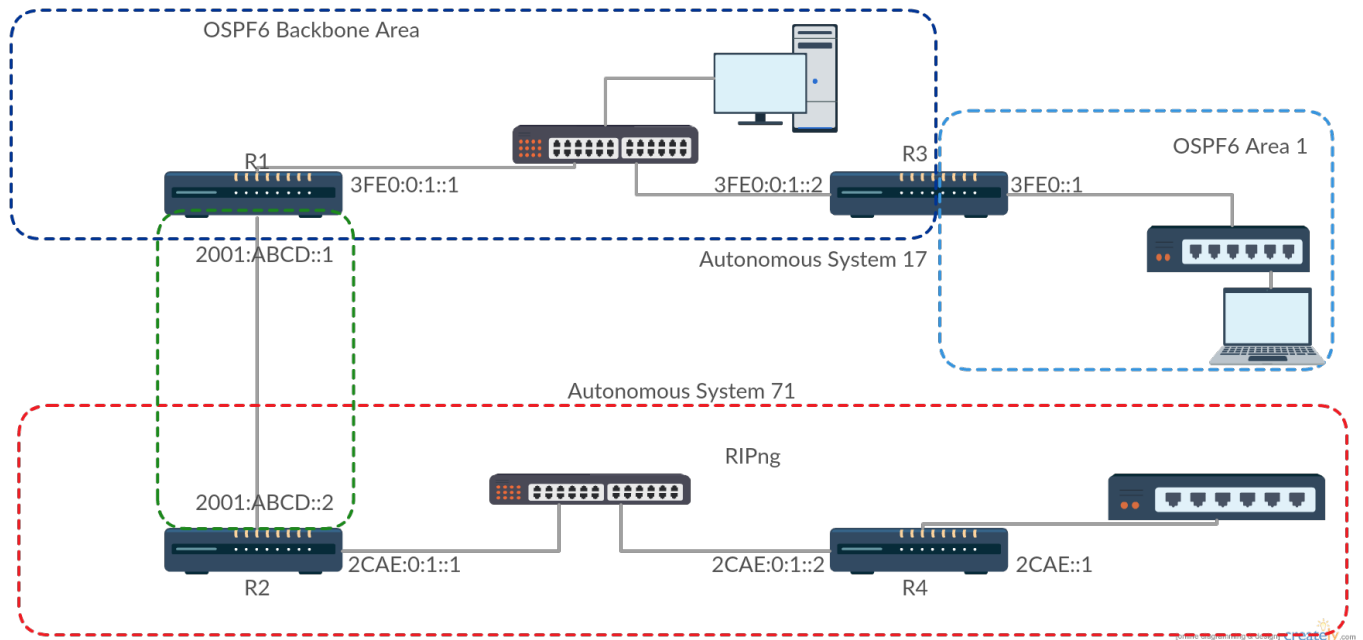 OSPF6 Backbone Area
R1
3FE0:0:1::1
3FE0:0:1::2
R3
3FE0::1
OSPF6 Area 1
2001:ABCD::1
Autonomous System 17
Autonomous System 71
RIPng
2001:ABCD::2
R2
2CAE:0:1::1
2CAE:0:1::2
R4
2CAE::1
creately.com